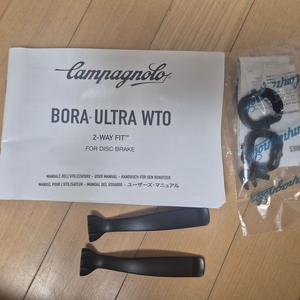 Campagnolo
BORA ULTRA WTO
2-WAY FIT™
FOR DISC BRAKE
MANUALE DELL'UTILIZZATORE - USER MANUAL - HANDBUCH FÜR DEN BENUTZER
MANUEL POUR L'UTILISATEUR - MANUAL DEL USUARIO - ユーザーズ・マニュアル